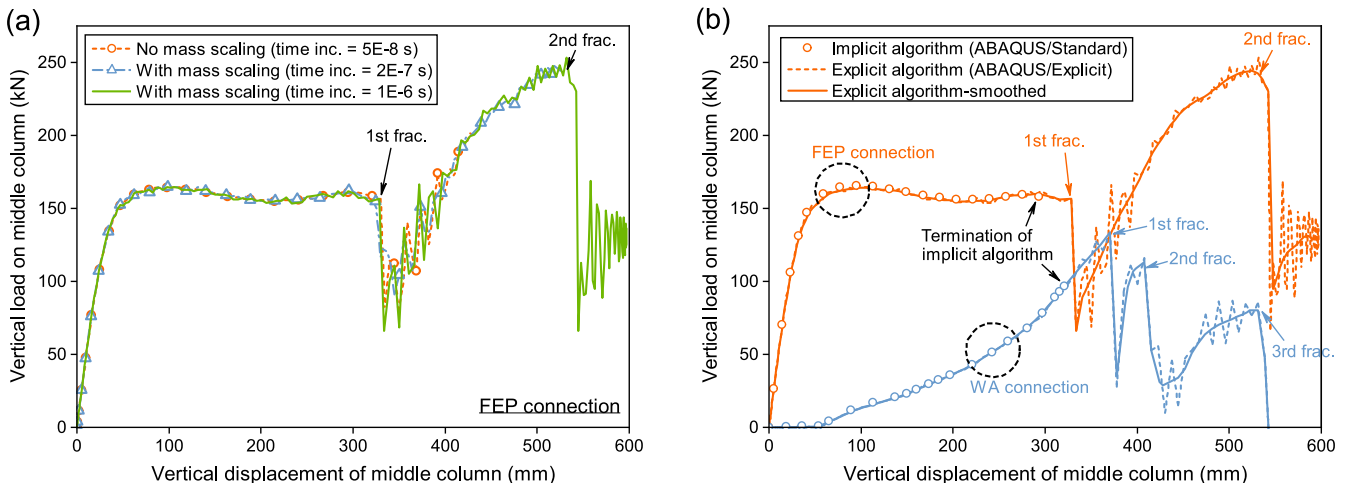 (a)
No mass scaling (time inc. = 5E-8 s)
With mass scaling (time inc. = 2E-7 s)
With mass scaling (time inc. = 1E-6 s)
2nd frac.
1st frac.
FEP connection
Vertical load on middle column (kN)
250
200
150
100
50
0
0 100 200 300 400 500 600
Vertical displacement of middle column (mm)
(b)
Implicit algorithm (ABAQUS/Standard)
Explicit algorithm (ABAQUS/Explicit)
Explicit algorithm-smoothed
2nd frac.
1st frac.
FEP connection
1st frac.
Termination of
implicit algorithm
2nd frac.
3rd frac.
WA connection
Vertical load on middle column (kN)
250
200
150
100
50
0
0 100 200 300 400 500 600
Vertical displacement of middle column (mm)